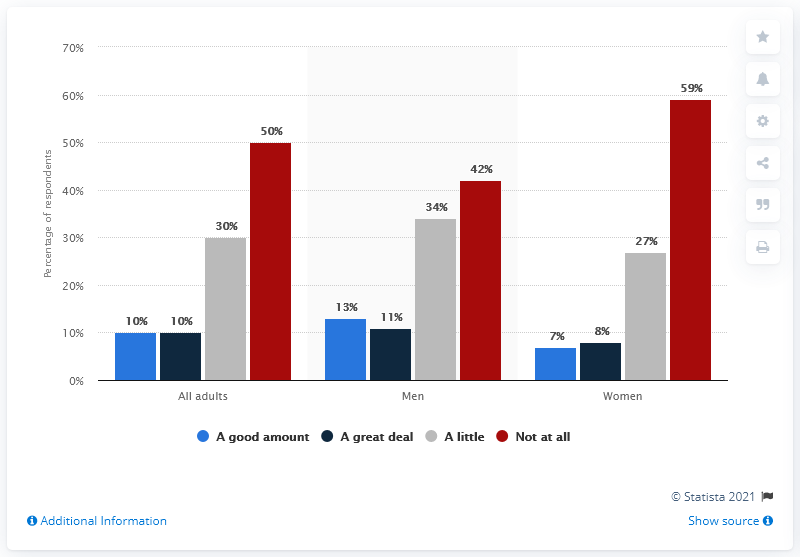 70%
60%
50%
40%
30%
20%
10%
0%
Percentage of respondents
10% 10% 30% 50%
13% 11% 34% 42%
7% 8% 27% 59%
All adults Men Women
A good amount A great deal A little Not at all
© Statista 2021
Additional Information Show source